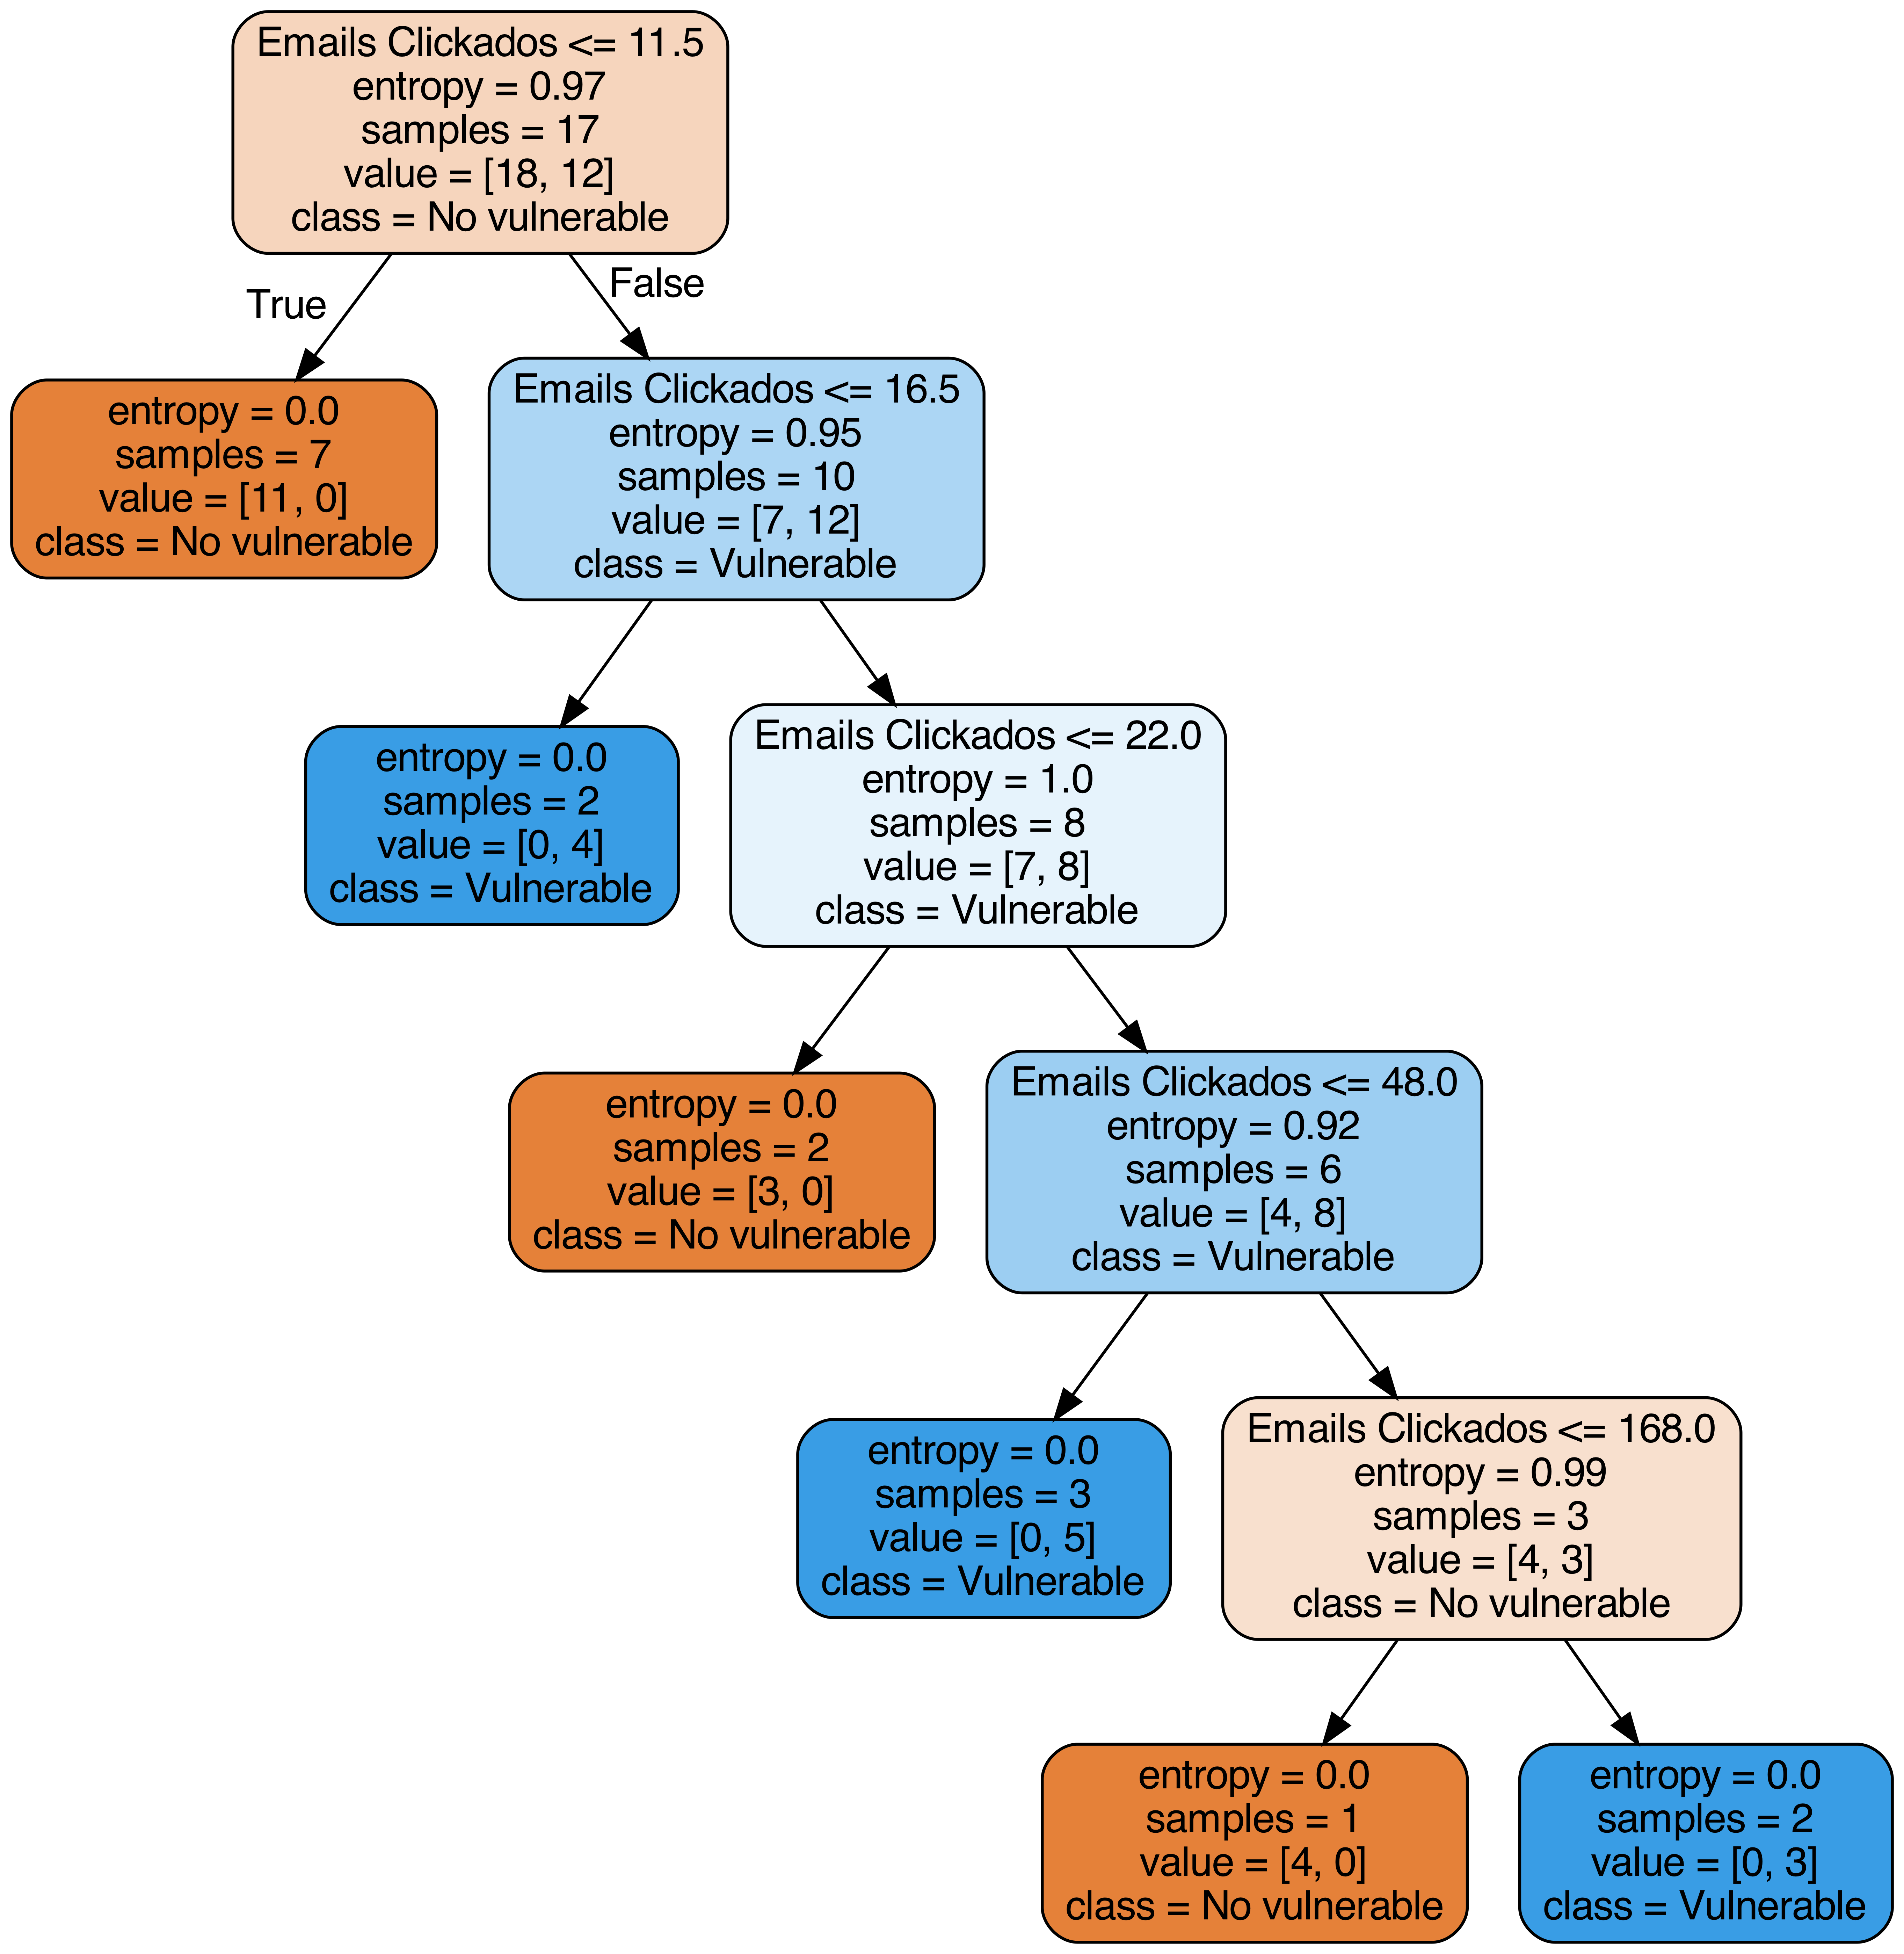 Emails Clickados <= 11.5
entropy = 0.97
samples = 17
value = [18, 12]
class = No vulnerable
True
False
entropy = 0.0
samples = 7
value = [11, 0]
class = No vulnerable
Emails Clickados <= 16.5
entropy = 0.95
samples = 10
value = [7, 12]
class = Vulnerable
entropy = 0.0
samples = 2
value = [0, 4]
class = Vulnerable
Emails Clickados <= 22.0
entropy = 1.0
samples = 8
value = [7, 8]
class = Vulnerable
entropy = 0.0
samples = 2
value = [3, 0]
class = No vulnerable
Emails Clickados <= 48.0
entropy = 0.92
samples = 6
value = [4, 8]
class = Vulnerable
entropy = 0.0
samples = 3
value = [0, 5]
class = Vulnerable
Emails Clickados <= 168.0
entropy = 0.99
samples = 3
value = [4, 3]
class = No vulnerable
entropy = 0.0
samples = 1
value = [4, 0]
class = No vulnerable
entropy = 0.0
samples = 2
value = [0, 3]
class = Vulnerable